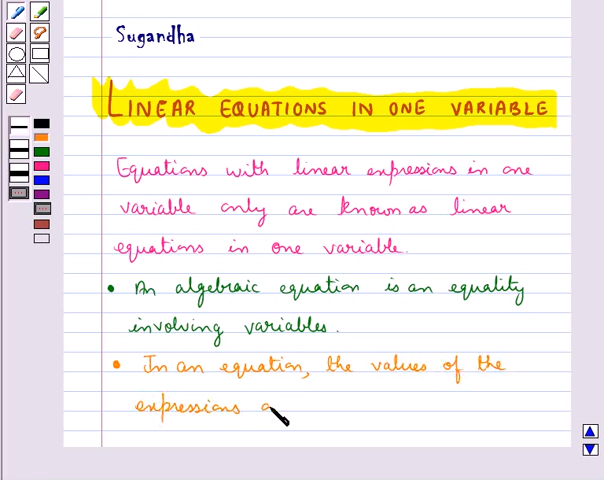 Sugandha
LINEAR EQUATIONS IN ONE VARIABLE
Equations with linear expressions in one
variable only are known as linear
equations in one variable.
• An algebraic equation is an equality
involving variables.
• In an equation, the values of the
expressions a